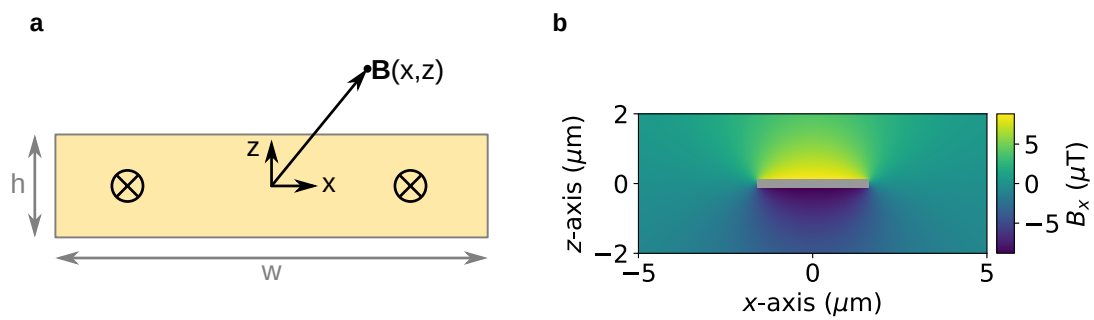 a
B(x,z)
z
x
h
w
b
2
0
−2
z-axis (μm)
−5
0
5
x-axis (μm)
5
0
−5
Bₓ (μT)